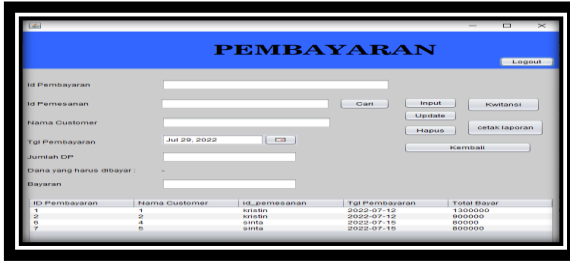 PEMBAYARAN
Logout
Id Pembayaran
Id Pemesanan
Cari
Input
Kwitansi
Update
Nama Customer
Hapus
cetak laporan
Tgl Pembayaran
Jul 29, 2022
Kembali
Jumlah DP
Dana yang harus dibayar :
-
Bayaran
ID Pembayaran Nama Customer id_pemesanan Tgl Pembayaran Total Bayar
1 1 kristin 2022-07-12 1300000
2 2 kristin 2022-07-12 900000
6 4 sinta 2022-07-15 80000
7 5 sinta 2022-07-15 800000